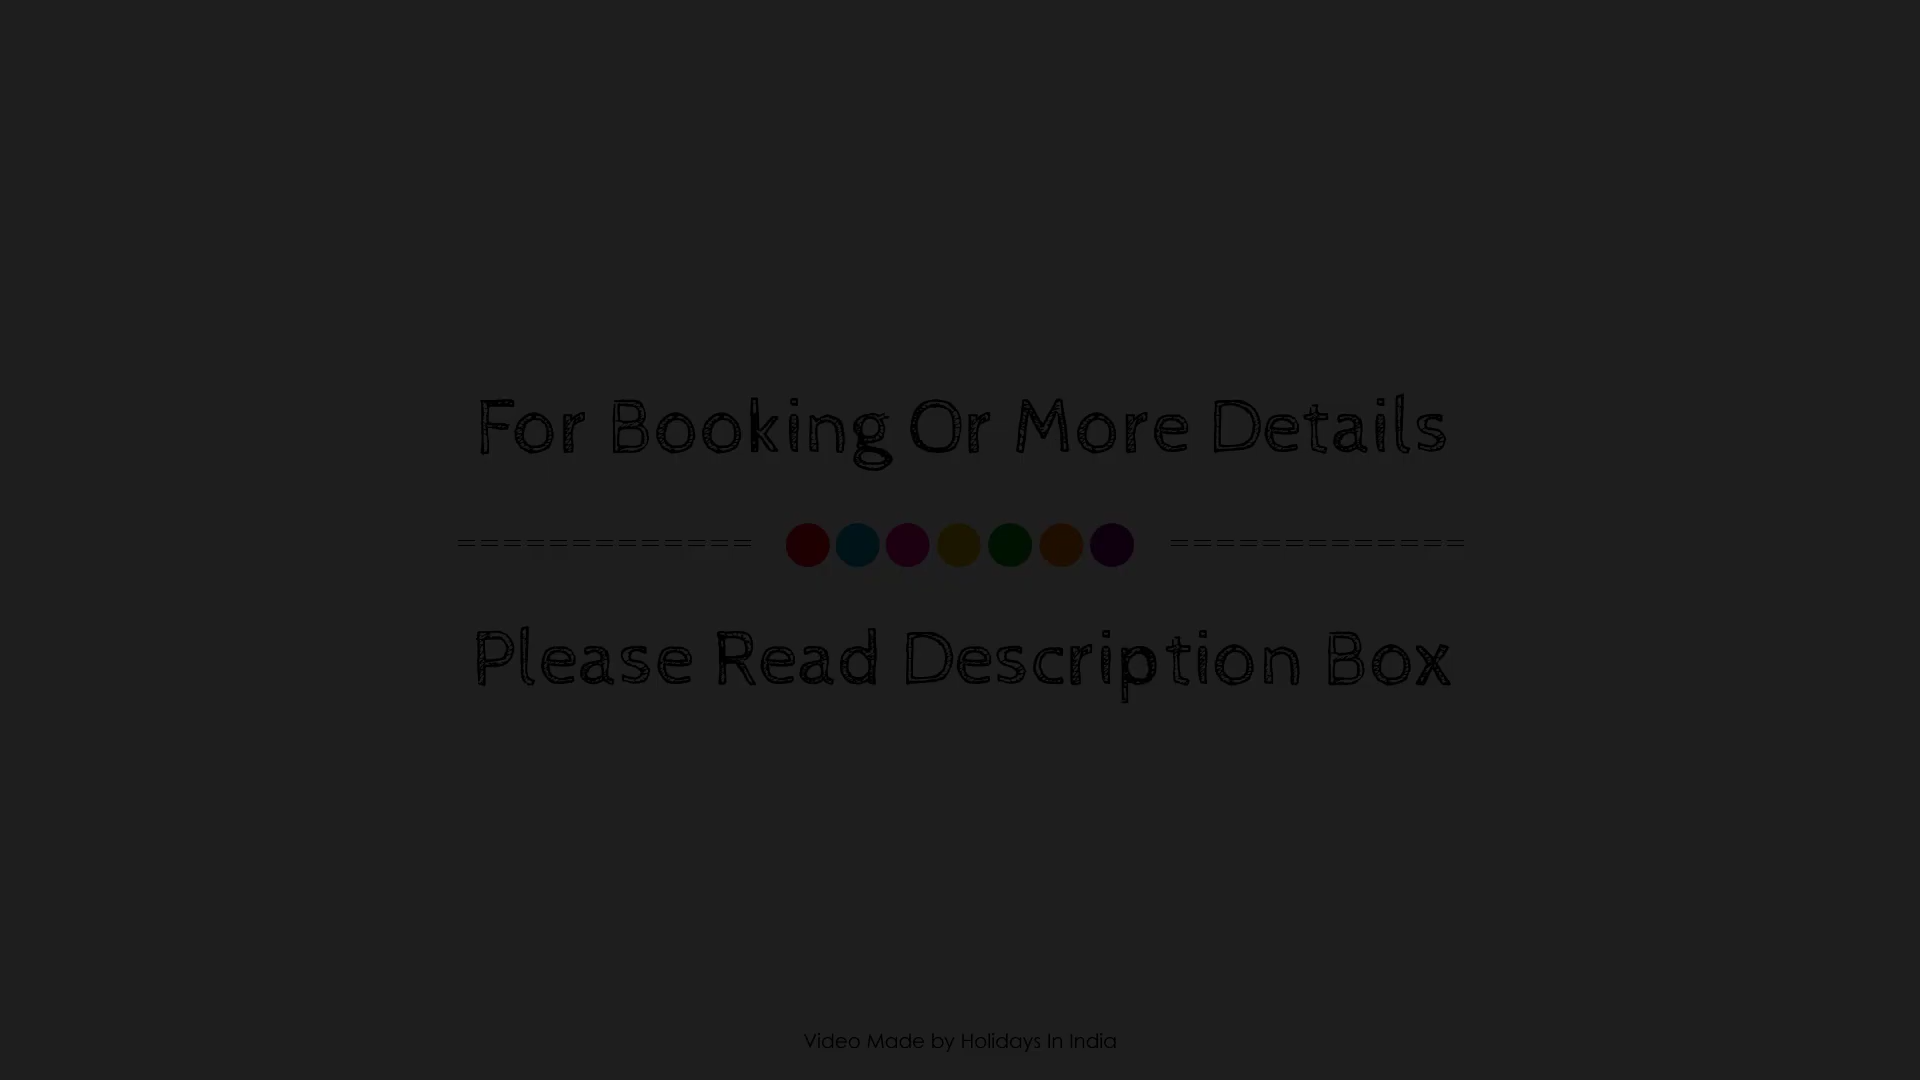 For Booking Or More Details
============= =============
Please Read Description Box
Video Made by Holidays In India